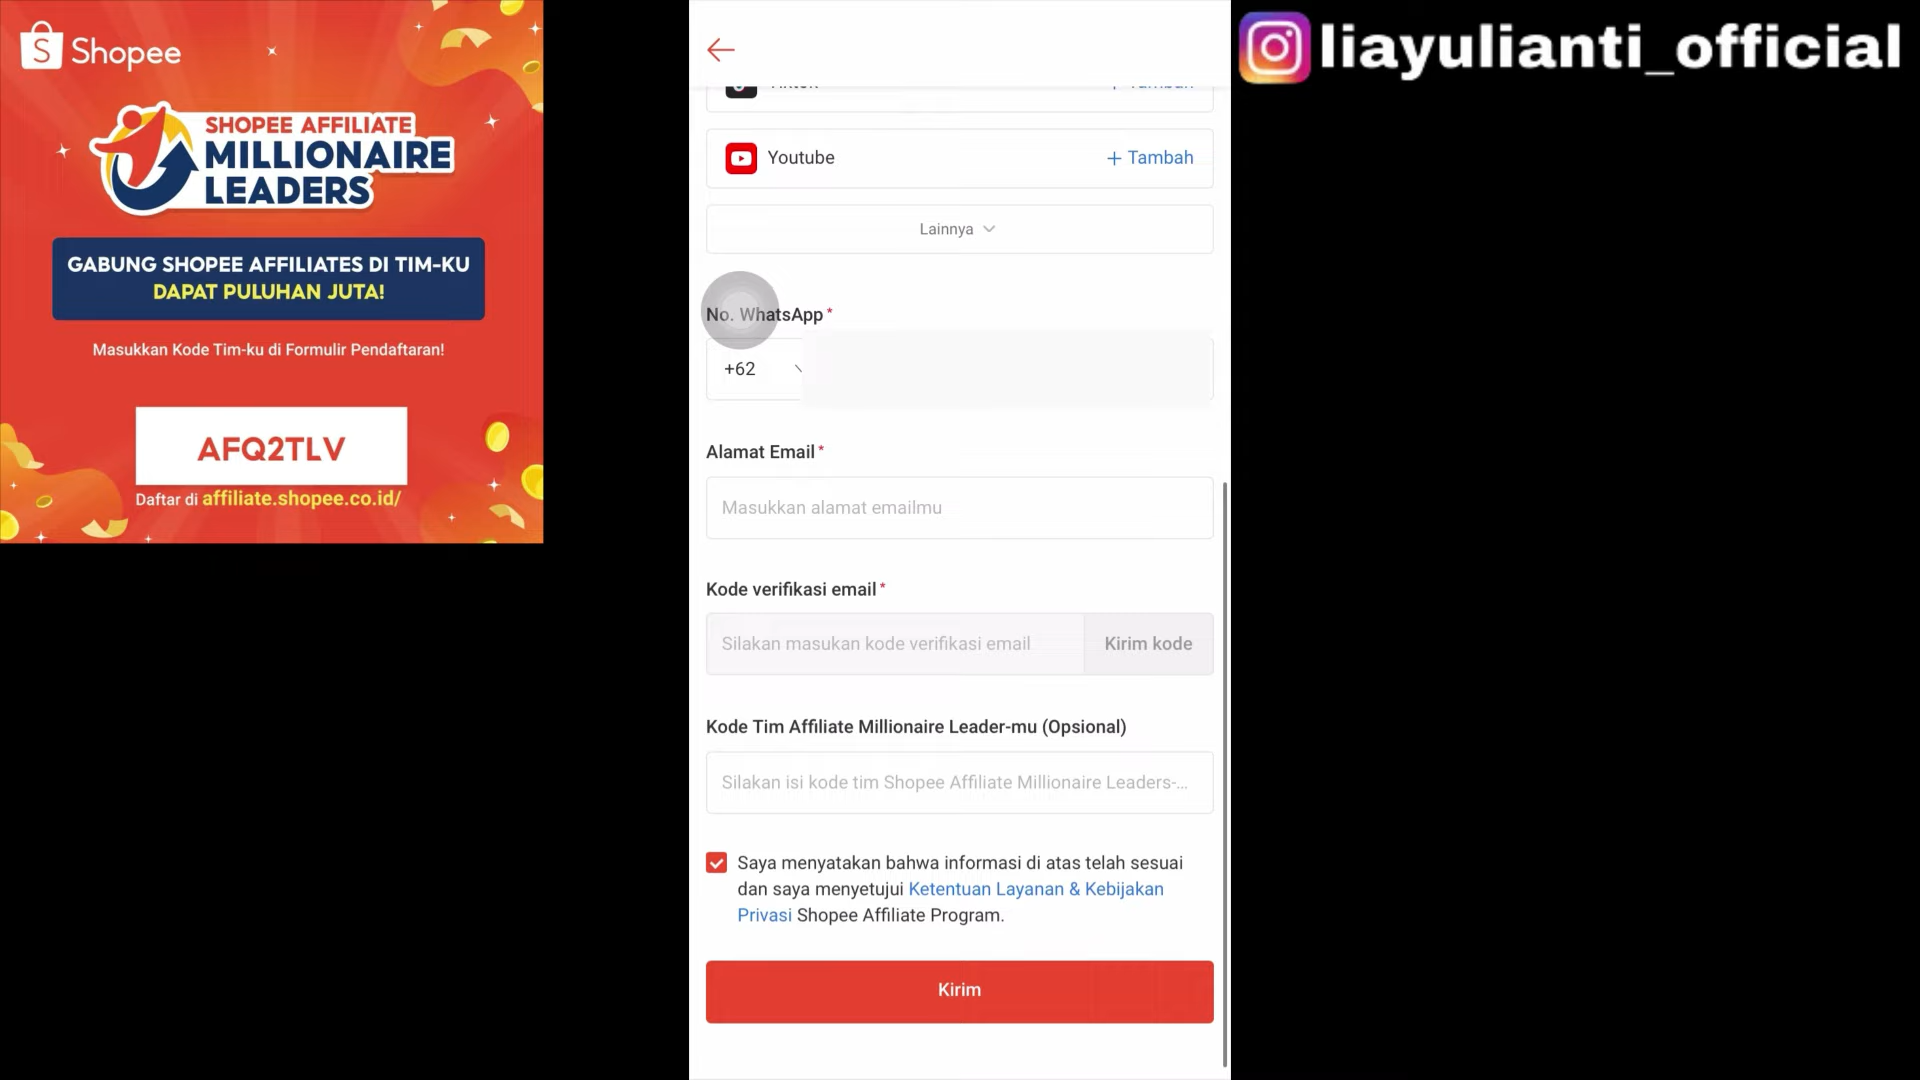 Shopee
SHOPEE AFFILIATE
MILLIONAIRE
LEADERS
GABUNG SHOPEE AFFILIATES DI TIM-KU
DAPAT PULUHAN JUTA!
Masukkan Kode Tim-ku di Formulir Pendaftaran!
AFQ2TLV
Daftar di affiliate.shopee.co.id/
Youtube
+ Tambah
Lainnya
No. WhatsApp*
+62
Alamat Email*
Masukkan alamat emailmu
Kode verifikasi email*
Silakan masukan kode verifikasi email
Kirim kode
Kode Tim Affiliate Millionaire Leader-mu (Opsional)
Silakan isi kode tim Shopee Affiliate Millionaire Leaders-...
Saya menyatakan bahwa informasi di atas telah sesuai
dan saya menyetujui Ketentuan Layanan & Kebijakan
Privasi Shopee Affiliate Program.
Kirim
liayulianti_official